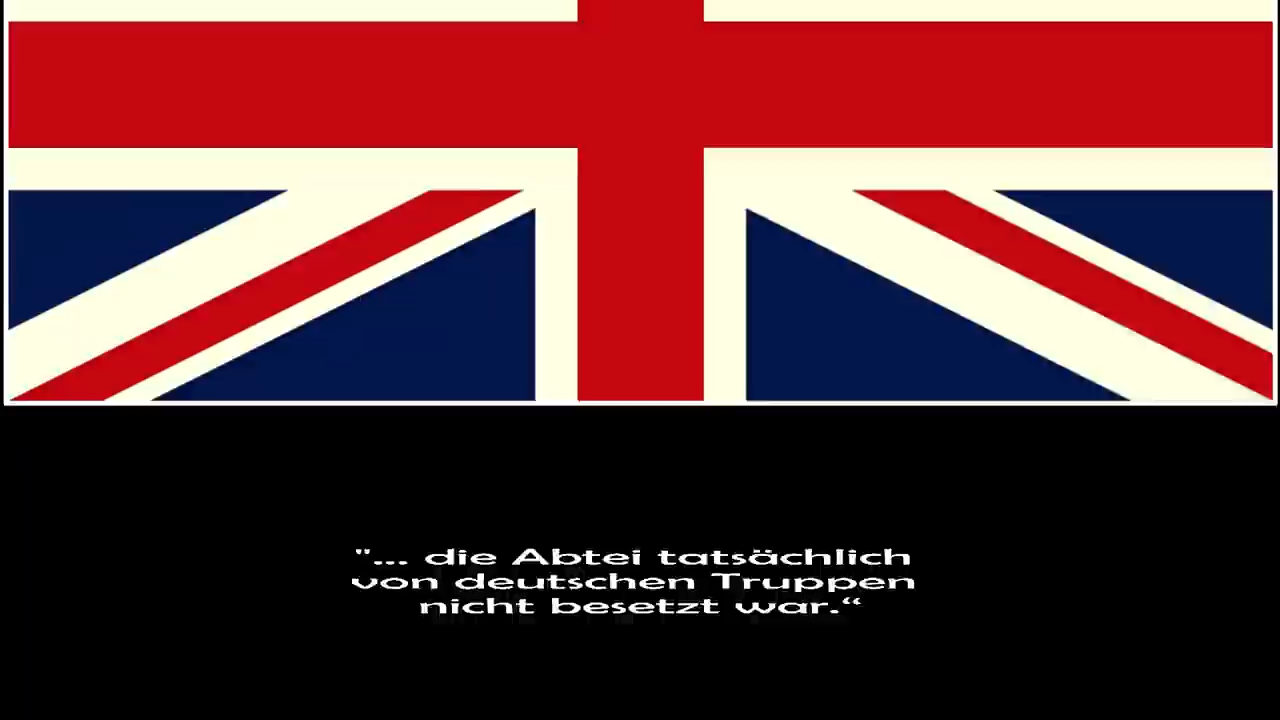 "... die Abtei tatsächlich
von deutschen Truppen
nicht besetzt war.“